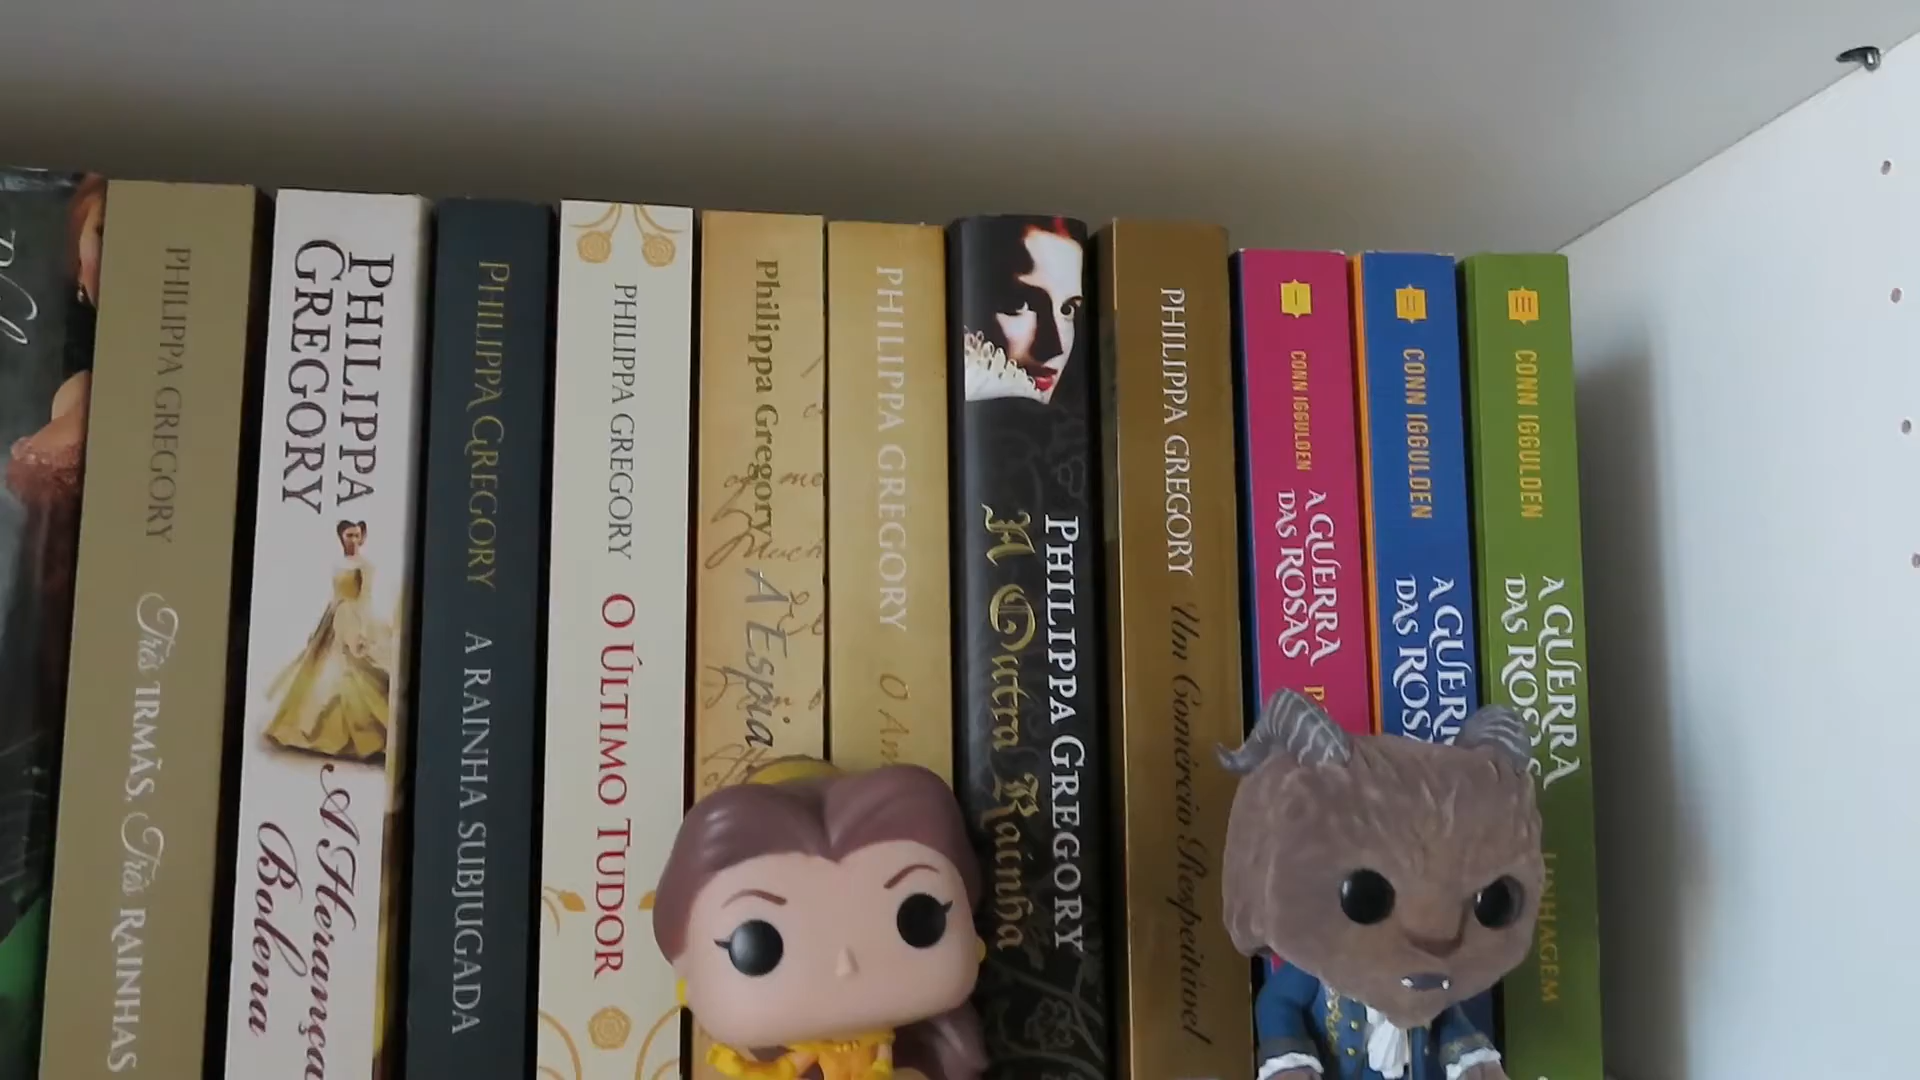 PHILIPPA GREGORY
Três IRMÃS, Três RAINHAS
PHILIPPA
GREGORY
A Herança
Bolena
PHILIPPA GREGORY
A RAINHA SUBJUGADA
PHILIPPA GREGORY
O ÚLTIMO TUDOR
Philippa Gregory
A Espiã
PHILIPPA GREGORY
O
PHILIPPA GREGORY
A Outra Rainha
PHILIPPA GREGORY
Um Comércio Respeitável
I
CONN IGGULDEN
A GUERRA
DAS ROSAS
II
CONN IGGULDEN
A GUERRA
DAS ROSAS
III
CONN IGGULDEN
A GUERRA
DAS ROSAS
LINHAGEM